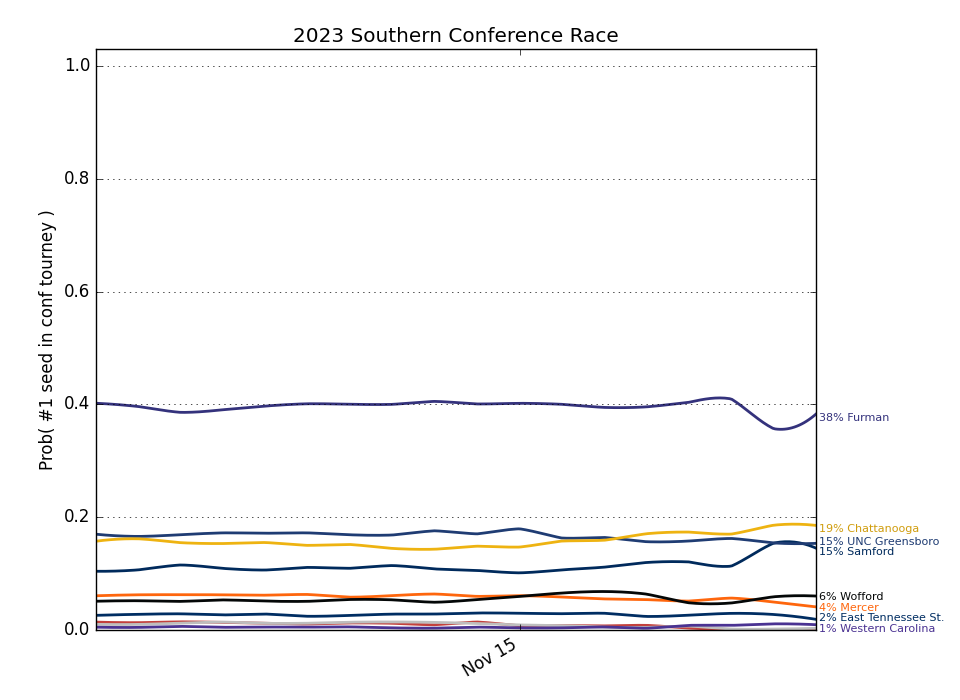 2023 Southern Conference Race
Prob( #1 seed in conf tourney )
1.0
0.8
0.6
0.4
0.2
0.0
Nov 15
38% Furman
19% Chattanooga
15% UNC Greensboro
15% Samford
6% Wofford
4% Mercer
2% East Tennessee St.
1% Western Carolina